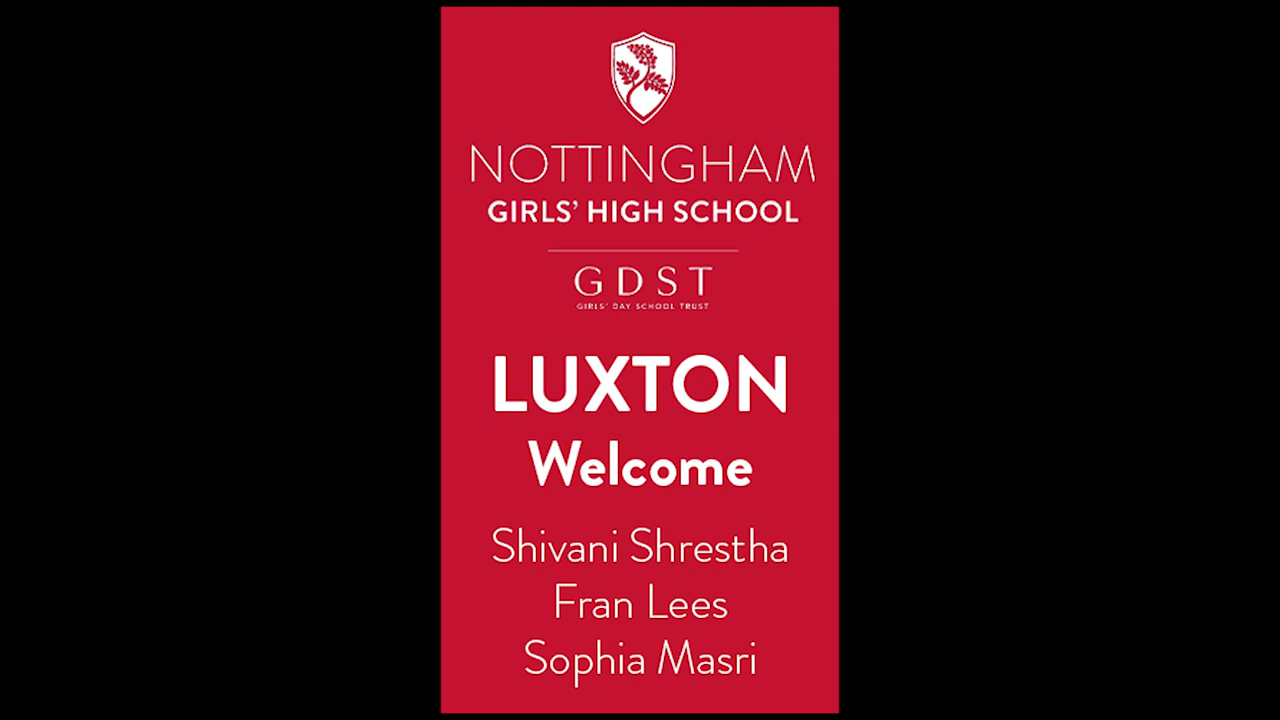 NOTTINGHAM
GIRLS’ HIGH SCHOOL
GDST
GIRLS' DAY SCHOOL TRUST
LUXTON
Welcome
Shivani Shrestha
Fran Lees
Sophia Masri